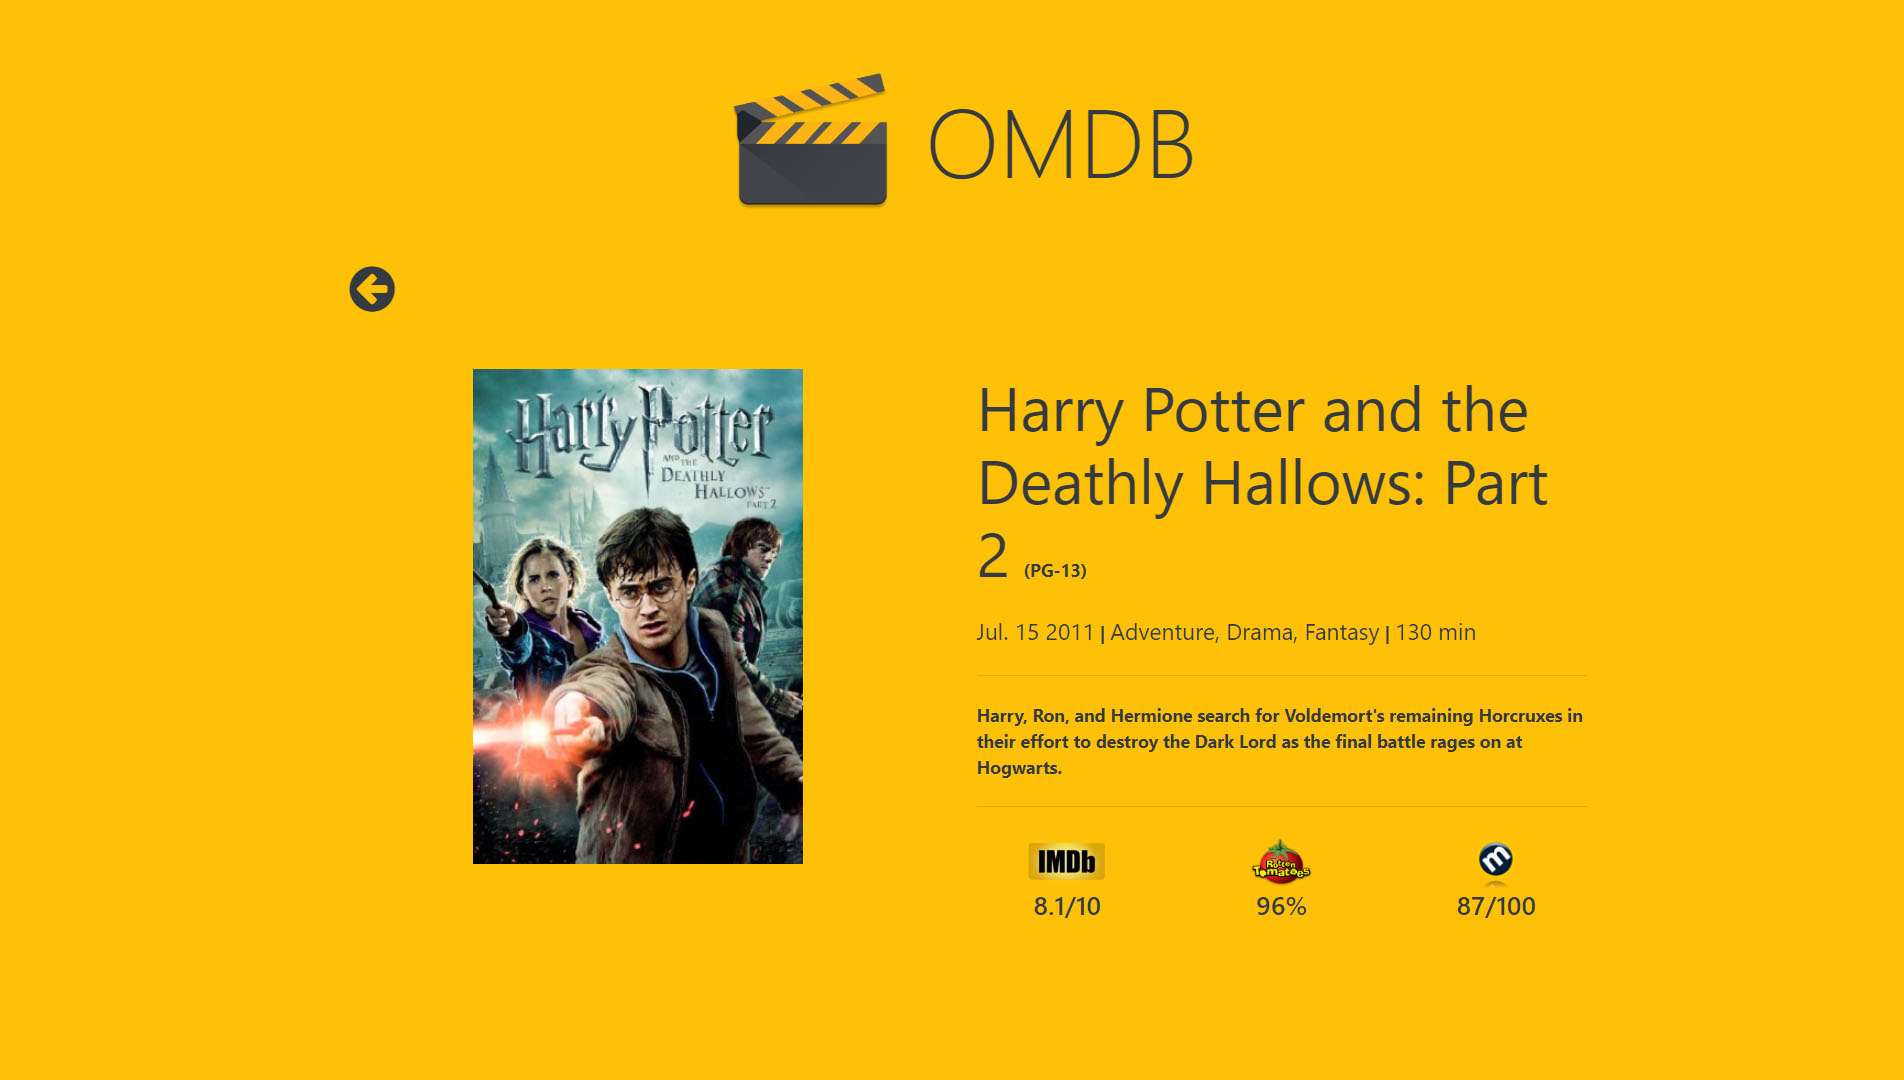 OMDB
Harry Potter
AND THE
DEATHLY
HALLOWS
PART 2
Harry Potter and the
Deathly Hallows: Part
2 (PG-13)
Jul. 15 2011 | Adventure, Drama, Fantasy | 130 min
Harry, Ron, and Hermione search for Voldemort's remaining Horcruxes in
their effort to destroy the Dark Lord as the final battle rages on at
Hogwarts.
IMDb
Rotten
Tomatoes
m
8.1/10 96% 87/100